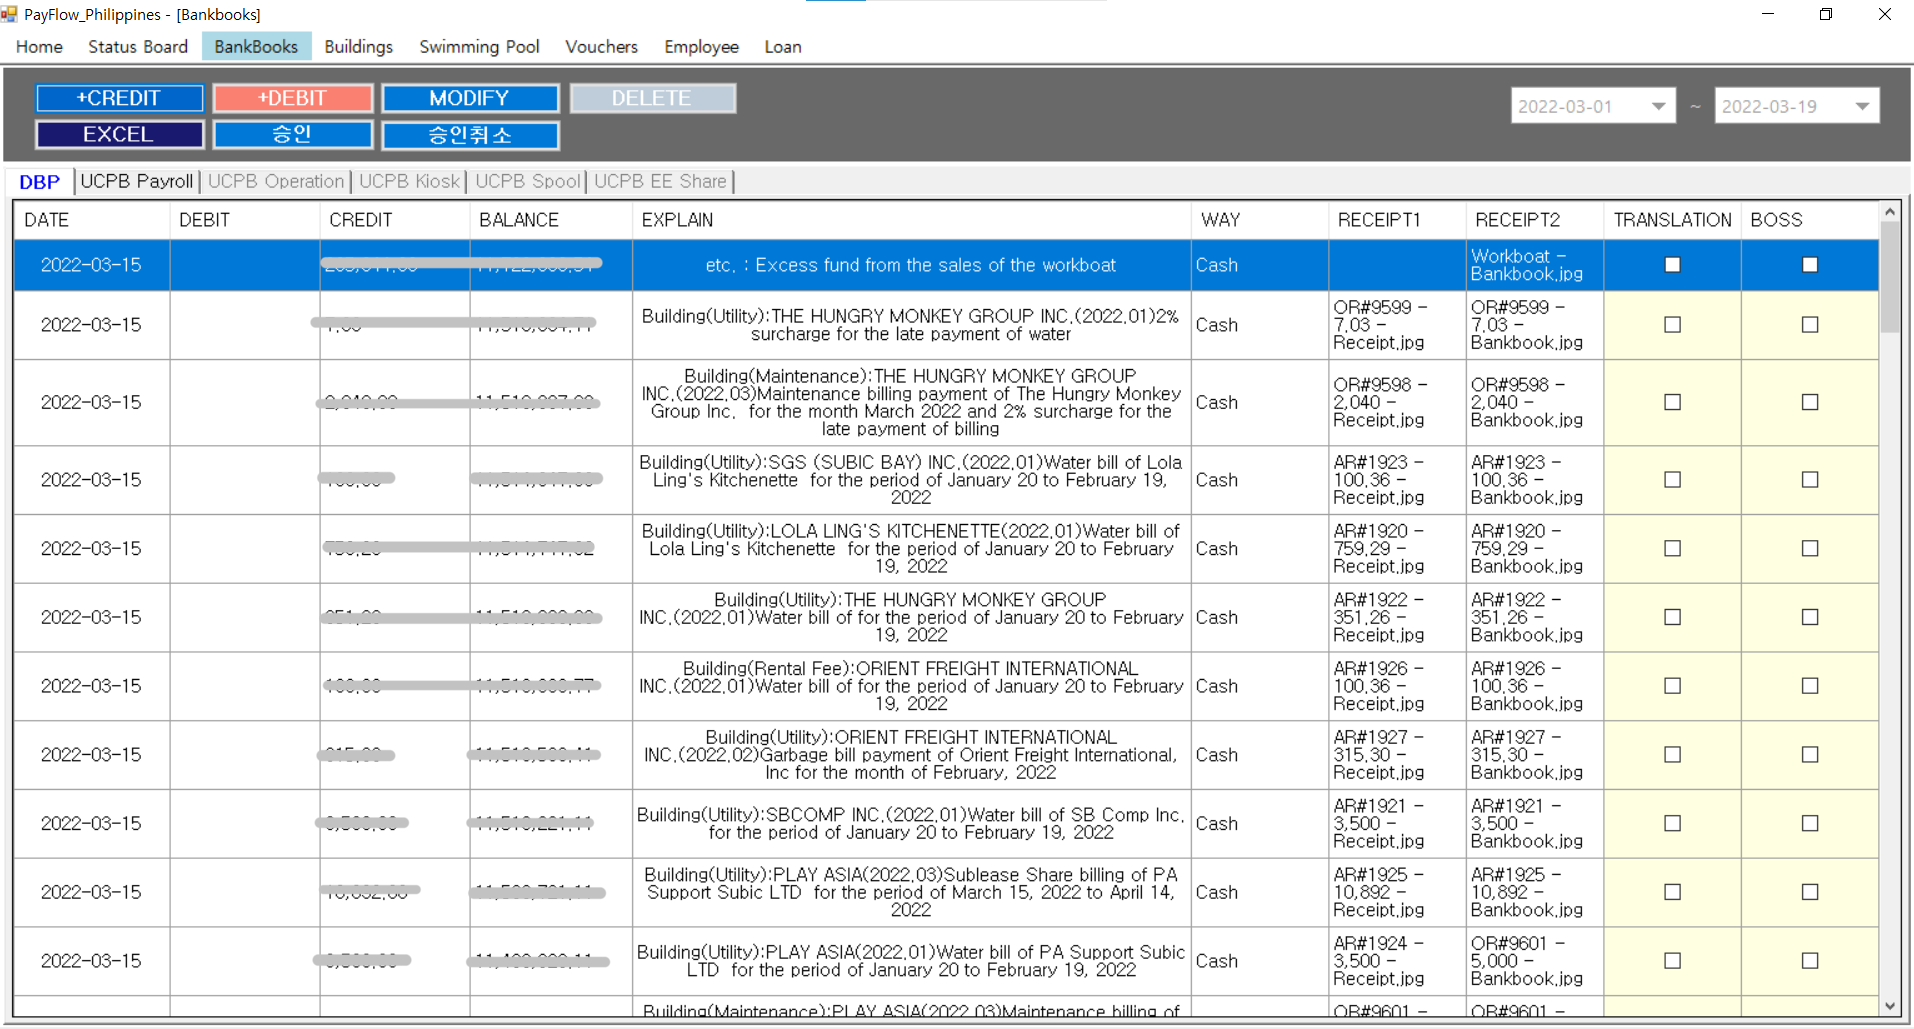 PayFlow_Philippines - [Bankbooks]
Home Status Board BankBooks Buildings Swimming Pool Vouchers Employee Loan
+CREDIT +DEBIT MODIFY DELETE
2022-03-01 ~ 2022-03-19
EXCEL 승인 승인취소
DBP UCPB Payroll UCPB Operation UCPB Kiosk UCPB Spool UCPB EE Share
DATE DEBIT CREDIT BALANCE EXPLAIN WAY RECEIPT1 RECEIPT2 TRANSLATION BOSS
2022-03-15
etc. : Excess fund from the sales of the workboat
Cash
Workboat -
Bankbook.jpg
2022-03-15
Building(Utility):THE HUNGRY MONKEY GROUP INC.(2022.01)2%
surcharge for the late payment of water
Cash
OR#9599 -
7.03 -
Receipt.jpg
OR#9599 -
7.03 -
Bankbook.jpg
2022-03-15
Building(Maintenance):THE HUNGRY MONKEY GROUP
INC.(2022.03)Maintenance billing payment of The Hungry Monkey
Group Inc. for the month March 2022 and 2% surcharge for the
late payment of billing
Cash
OR#9598 -
2,040 -
Receipt.jpg
OR#9598 -
2,040 -
Bankbook.jpg
2022-03-15
Building(Utility):SGS (SUBIC BAY) INC.(2022.01)Water bill of Lola
Ling's Kitchenette for the period of January 20 to February 19,
2022
Cash
AR#1923 -
100.36 -
Receipt.jpg
AR#1923 -
100.36 -
Bankbook.jpg
2022-03-15
Building(Utility):LOLA LING'S KITCHENETTE(2022.01)Water bill of
Lola Ling's Kitchenette for the period of January 20 to February
19, 2022
Cash
AR#1920 -
759.29 -
Receipt.jpg
AR#1920 -
759.29 -
Bankbook.jpg
2022-03-15
Building(Utility):THE HUNGRY MONKEY GROUP
INC.(2022.01)Water bill of for the period of January 20 to February
19, 2022
Cash
AR#1922 -
351.26 -
Receipt.jpg
AR#1922 -
351.26 -
Bankbook.jpg
2022-03-15
Building(Rental Fee):ORIENT FREIGHT INTERNATIONAL
INC.(2022.01)Water bill of for the period of January 20 to February
19, 2022
Cash
AR#1926 -
100.36 -
Receipt.jpg
AR#1926 -
100.36 -
Bankbook.jpg
2022-03-15
Building(Utility):ORIENT FREIGHT INTERNATIONAL
INC.(2022.02)Garbage bill payment of Orient Freight International,
Inc for the month of February, 2022
Cash
AR#1927 -
315.30 -
Receipt.jpg
AR#1927 -
315.30 -
Bankbook.jpg
2022-03-15
Building(Utility):SBCOMP INC.(2022.01)Water bill of SB Comp Inc.
for the period of January 20 to February 19, 2022
Cash
AR#1921 -
3,500 -
Receipt.jpg
AR#1921 -
3,500 -
Bankbook.jpg
2022-03-15
Building(Utility):PLAY ASIA(2022.03)Sublease Share billing of PA
Support Subic LTD for the period of March 15, 2022 to April 14,
2022
Cash
AR#1925 -
10,892 -
Receipt.jpg
AR#1925 -
10,892 -
Bankbook.jpg
2022-03-15
Building(Utility):PLAY ASIA(2022.01)Water bill of PA Support Subic
LTD for the period of January 20 to February 19, 2022
Cash
AR#1924 -
3,500 -
Receipt.jpg
OR#9601 -
5,000 -
Bankbook.jpg
Building(Maintenance):PLAY ASIA(2022.03)Maintenance billing of
OR#9601 -
OR#9601 -